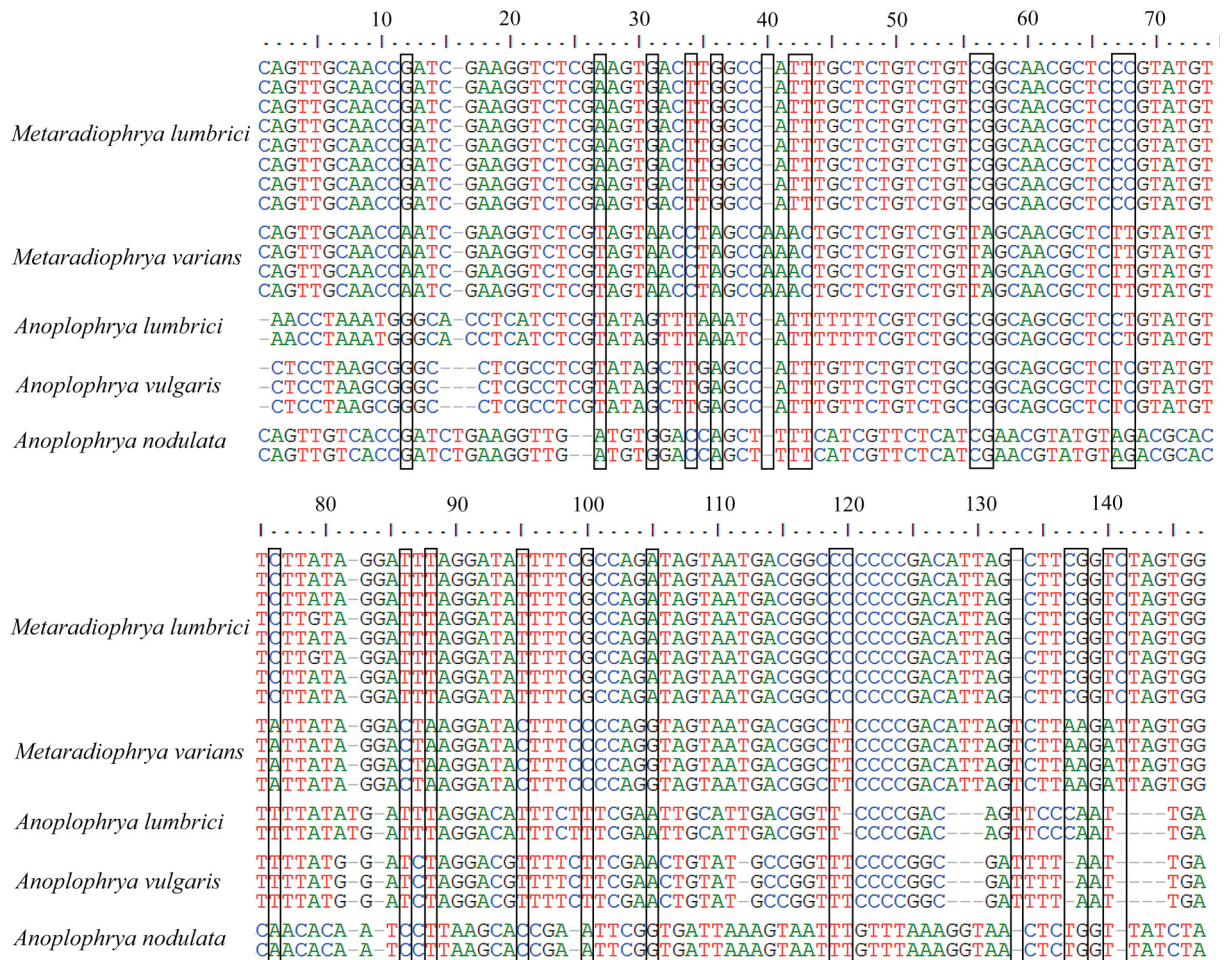 10 20 30 40 50 60 70
Metaradiophrya lumbrici
CAGTTGCAACCGATC-GAAGGTCTCGAAGTGACTTGGCC-ATTTGCTCTGTCTGTCGGCAACGCTCCCGTATGT
CAGTTGCAACCGATC-GAAGGTCTCGAAGTGACTTGGCC-ATTTGCTCTGTCTGTCGGCAACGCTCCCGTATGT
CAGTTGCAACCGATC-GAAGGTCTCGAAGTGACTTGGCC-ATTTGCTCTGTCTGTCGGCAACGCTCCCGTATGT
CAGTTGCAACCGATC-GAAGGTCTCGAAGTGACTTGGCC-ATTTGCTCTGTCTGTCGGCAACGCTCCCGTATGT
CAGTTGCAACCGATC-GAAGGTCTCGAAGTGACTTGGCC-ATTTGCTCTGTCTGTCGGCAACGCTCCCGTATGT
CAGTTGCAACCGATC-GAAGGTCTCGAAGTGACTTGGCC-ATTTGCTCTGTCTGTCGGCAACGCTCCCGTATGT
CAGTTGCAACCGATC-GAAGGTCTCGAAGTGACTTGGCC-ATTTGCTCTGTCTGTCGGCAACGCTCCCGTATGT
CAGTTGCAACCGATC-GAAGGTCTCGAAGTGACTTGGCC-ATTTGCTCTGTCTGTCGGCAACGCTCCCGTATGT
Metaradiophrya varians
CAGTTGCAACCAATC-GAAGGTCTCGTAGTAACCTAGCCAAACTGCTCTGTCTGTTAGCAACGCTCTTGTATGT
CAGTTGCAACCAATC-GAAGGTCTCGTAGTAACCTAGCCAAACTGCTCTGTCTGTTAGCAACGCTCTTGTATGT
CAGTTGCAACCAATC-GAAGGTCTCGTAGTAACCTAGCCAAACTGCTCTGTCTGTTAGCAACGCTCTTGTATGT
CAGTTGCAACCAATC-GAAGGTCTCGTAGTAACCTAGCCAAACTGCTCTGTCTGTTAGCAACGCTCTTGTATGT
Anoplophrya lumbrici
-AACCTAAATGGGCA-CCTCATCTCGTATAGTTTAAATC-ATTTTTTTCGTCTGCCGGCAGCGCTCCTGTATGT
-AACCTAAATGGGCA-CCTCATCTCGTATAGTTTAAATC-ATTTTTTTCGTCTGCCGGCAGCGCTCCTGTATGT
Anoplophrya vulgaris
-CTCCTAAGCGGGC---CTCGCCTCGTATAGCTTGAGCC-ATTTGTTCTGTCTGCCGGCAGCGCTCTCGTATGT
-CTCCTAAGCGGGC---CTCGCCTCGTATAGCTTGAGCC-ATTTGTTCTGTCTGCCGGCAGCGCTCTCGTATGT
-CTCCTAAGCGGGC---CTCGCCTCGTATAGCTTGAGCC-ATTTGTTCTGTCTGCCGGCAGCGCTCTCGTATGT
Anoplophrya nodulata
CAGTTGTCACCGATCTGAAGGTTG--ATGTGGACCAGCT-TTTCATCGTTCTCATCGAACGTATGTAGACGCAC
CAGTTGTCACCGATCTGAAGGTTG--ATGTGGACCAGCT-TTTCATCGTTCTCATCGAACGTATGTAGACGCAC
80 90 100 110 120 130 140
Metaradiophrya lumbrici
TCTTATA-GGATTTAGGATATTTTCGCCAGATAGTAATGACGGCCCCCCCGACATTAG-CTTCGGTCTAGTGG
TCTTATA-GGATTTAGGATATTTTCGCCAGATAGTAATGACGGCCCCCCCGACATTAG-CTTCGGTCTAGTGG
TCTTATA-GGATTTAGGATATTTTCGCCAGATAGTAATGACGGCCCCCCCGACATTAG-CTTCGGTCTAGTGG
TCTTGTA-GGATTTAGGATATTTTCGCCAGATAGTAATGACGGCCCCCCCGACATTAG-CTTCGGTCTAGTGG
TCTTATA-GGATTTAGGATATTTTCGCCAGATAGTAATGACGGCCCCCCCGACATTAG-CTTCGGTCTAGTGG
TCTTGTA-GGATTTAGGATATTTTCGCCAGATAGTAATGACGGCCCCCCCGACATTAG-CTTCGGTCTAGTGG
TCTTATA-GGATTTAGGATATTTTCGCCAGATAGTAATGACGGCCCCCCCGACATTAG-CTTCGGTCTAGTGG
TCTTATA-GGATTTAGGATATTTTCGCCAGATAGTAATGACGGCCCCCCCGACATTAG-CTTCGGTCTAGTGG
Metaradiophrya varians
TATTATA-GGACTAAGGATACTTTCCCCAGGTAGTAATGACGGCTTCCCCGACATTAGTCTTAAGATTAGTGG
TATTATA-GGACTAAGGATACTTTCCCCAGGTAGTAATGACGGCTTCCCCGACATTAGTCTTAAGATTAGTGG
TATTATA-GGACTAAGGATACTTTCCCCAGGTAGTAATGACGGCTTCCCCGACATTAGTCTTAAGATTAGTGG
TATTATA-GGACTAAGGATACTTTCCCCAGGTAGTAATGACGGCTTCCCCGACATTAGTCTTAAGATTAGTGG
Anoplophrya lumbrici
TTTTATATG-ATTTAGGACATTTCTTTCGAATTGCATTGACGGTT-CCCCGAC---AGTTCCCAAT----TGA
TTTTATATG-ATTTAGGACATTTCTTTCGAATTGCATTGACGGTT-CCCCGAC---AGTTCCCAAT----TGA
Anoplophrya vulgaris
TTTTATG-G-ATCTAGGACGTTTTCTTCGAACTGTAT-GCCGGTTTCCCCGGC---GATTTT-AAT----TGA
TTTTATG-G-ATCTAGGACGTTTTCTTCGAACTGTAT-GCCGGTTTCCCCGGC---GATTTT-AAT----TGA
TTTTATG-G-ATCTAGGACGTTTTCTTCGAACTGTAT-GCCGGTTTCCCCGGC---GATTTT-AAT----TGA
Anoplophrya nodulata
CAACACA-A-TCCTTAAGCACCGA-ATTCGGTGATTAAAGTAATTTGTTTAAAGGTAA-CTCTGGT-TATCTA
CAACACA-A-TCCTTAAGCACCGA-ATTCGGTGATTAAAGTAATTTGTTTAAAGGTAA-CTCTGGT-TATCTA